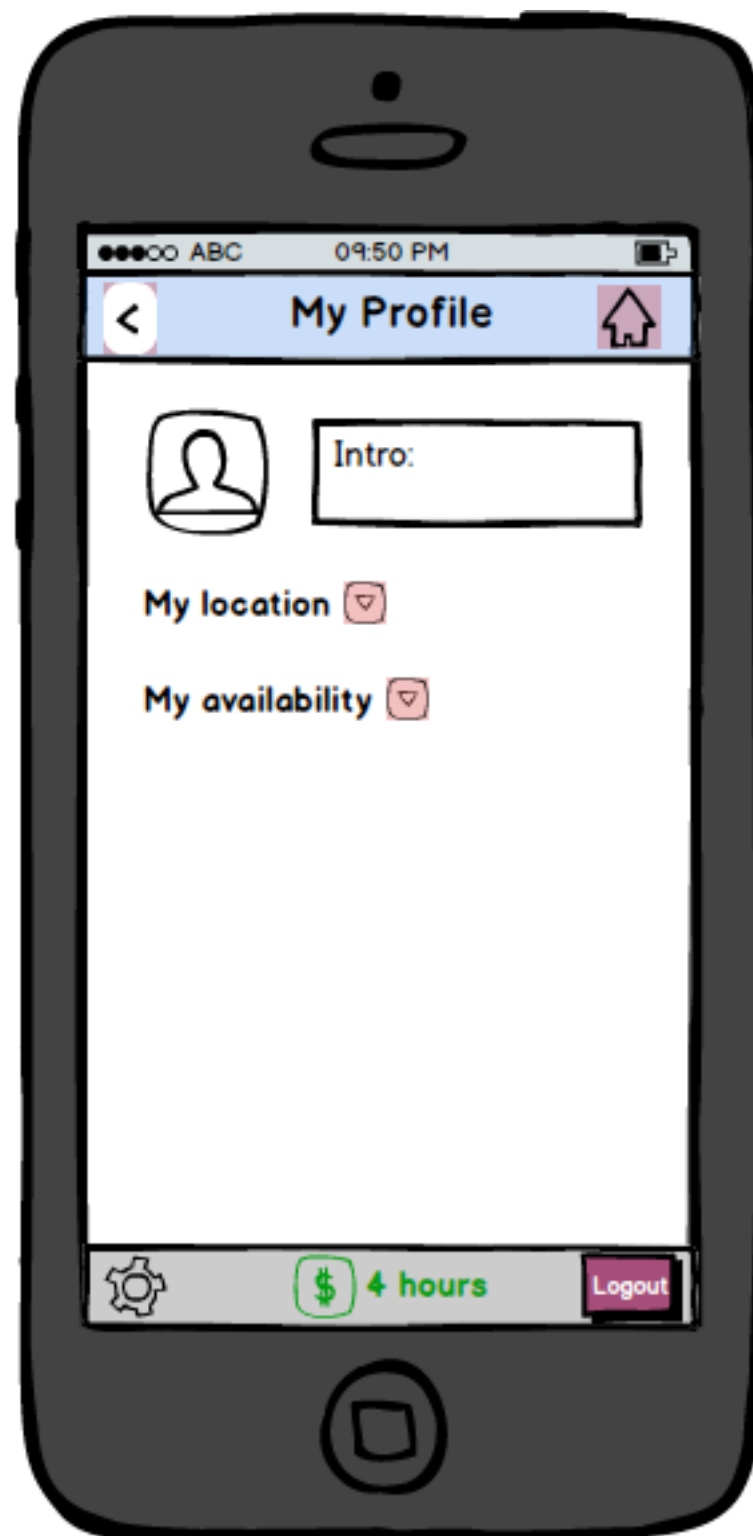 ABC 09:50 PM
< My Profile
Intro:
My location
My availability
$ 4 hours Logout